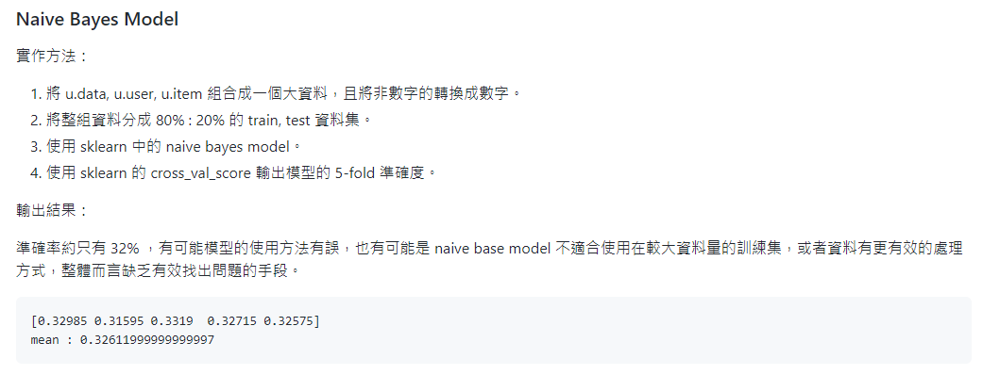 Naive Bayes Model
實作方法：
1. 將 u.data, u.user, u.item 組合成一個大資料，且將非數字的轉換成數字。
2. 將整組資料分成 80% : 20% 的 train, test 資料集。
3. 使用 sklearn 中的 naive bayes model。
4. 使用 sklearn 的 cross_val_score 輸出模型的 5-fold 準確度。
輸出結果：
準確率約只有 32% ，有可能模型的使用方法有誤，也有可能是 naive base model 不適合使用在較大資料量的訓練集，或者資料有更有效的處理
方式，整體而言缺乏有效找出問題的手段。
[0.32985 0.31595 0.3319  0.32715 0.32575]
mean : 0.32611999999999997